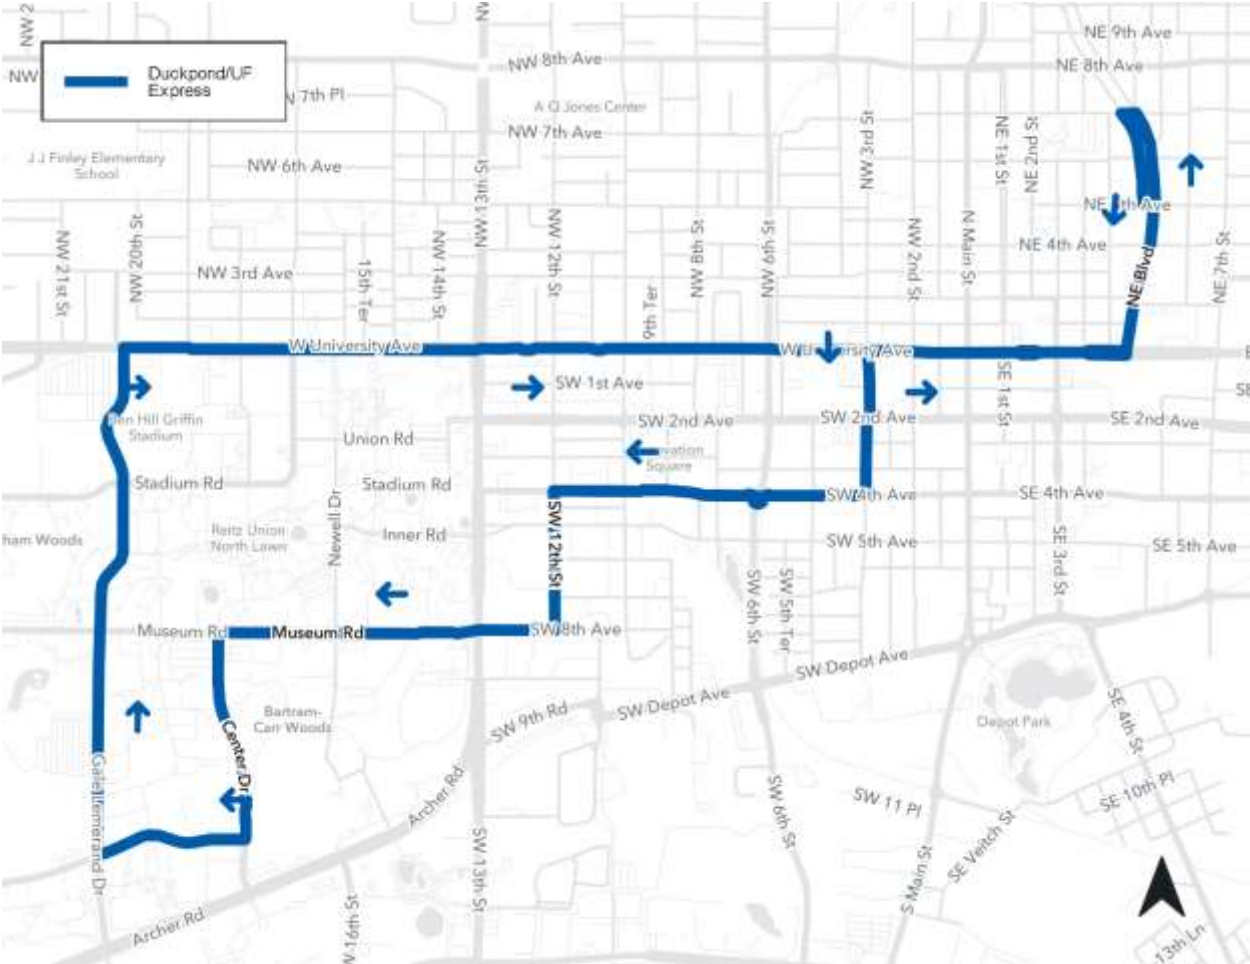 NW 2
NW
NW 8th Ave
NE 9th Ave
NE 8th Ave
Duckpond/UF
Express
N 7th Pl
A Q Jones Center
NW 7th Ave
J J Finley Elementary
School
NW 6th Ave
NW 13th St
NW 3rd St
NE 1st St
NE 2nd St
NE 4th Ave
NW 21st St
NW 20th St
NW 3rd Ave
15th Ter
NW 14th St
NW 12th St
9th Ter
NW 8th St
NW 6th St
NW 2nd St
N Main St
NE Blvd
NE 7th St
W University Ave
SW 1st Ave
SE 1st St
Ben Hill Griffin
Stadium
Union Rd
SW 2nd Ave
SW 2nd Ave
SE 2nd Ave
Square
Stadium Rd
Stadium Rd
SW 4th Ave
SE 4th Ave
ham Woods
Reitz Union
North Lawn
Newell Dr
Inner Rd
SW 12th St
SW 5th Ave
SE 5th Ave
SE 3rd St
SW 6th St
SW 5th Ter
Museum Rd
Museum Rd
SW 8th Ave
SW Depot Ave
SW Depot Ave
SW 9th Rd
Bartram-
Carr Woods
Center Dr
Depot Park
SE 4th St
Gale Lemerand Dr
Archer Rd
SW 6th St
SW 11 Pl
SE 10th Pl
SE Veitch St
S Main St
SW 13th St
Archer Rd
W 16th St
13th Ln